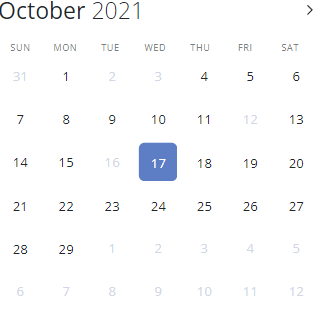 October 2021
SUN MON TUE WED THU FRI SAT
31 1 2 3 4 5 6
7 8 9 10 11 12 13
14 15 16 17 18 19 20
21 22 23 24 25 26 27
28 29 1 2 3 4 5
6 7 8 9 10 11 12